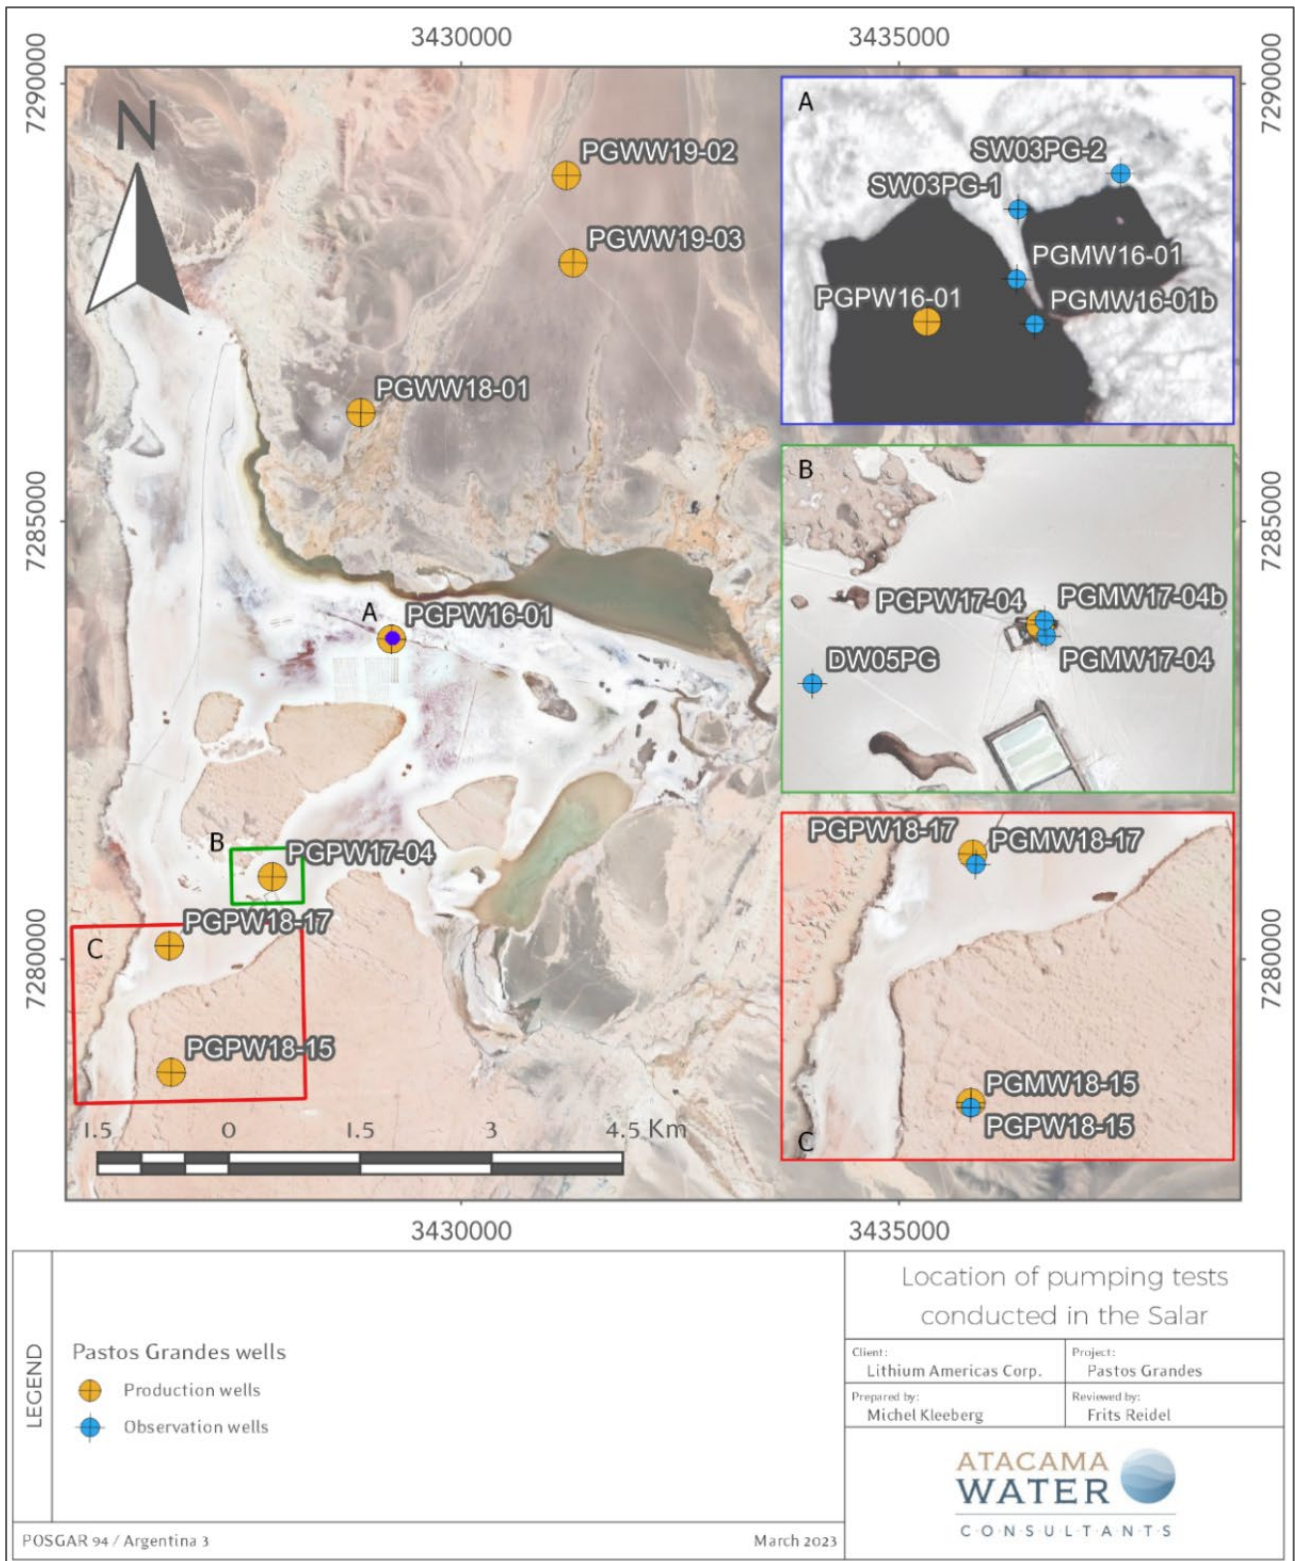 3430000
3435000
7290000
7290000
N
PGWW19-02
PGWW19-03
PGWW18-01
A
SW03PG-2
SW03PG-1
PGMW16-01
PGPW16-01
PGMW16-01b
7285000
7285000
A
PGPW16-01
B
PGPW17-04
PGMW17-04b
DW05PG
PGMW17-04
B
PGPW17-04
PGPW18-17
C
PGPW18-15
7280000
7280000
PGPW18-17
PGMW18-17
PGMW18-15
PGPW18-15
C
1.5
0
1.5
3
4.5 Km
3430000
3435000
LEGEND
Pastos Grandes wells
Production wells
Observation wells
POSGAR 94 / Argentina 3
March 2023
Location of pumping tests
conducted in the Salar
Client:
Lithium Americas Corp.
Project:
Pastos Grandes
Prepared by:
Michel Kleeberg
Reviewed by:
Frits Reidel
ATACAMA
WATER
C·O·N·S·U·L·T·A·N·T·S